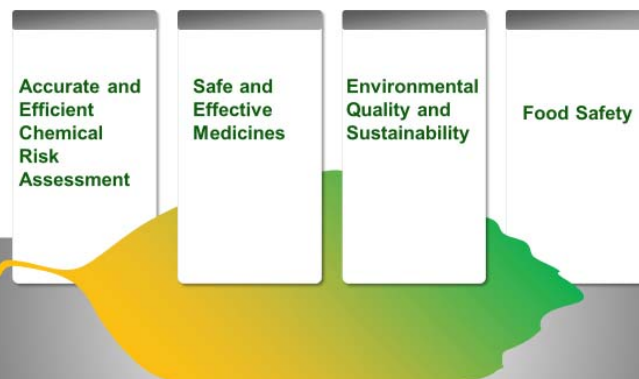 Accurate and
Efficient
Chemical
Risk
Assessment
Safe and
Effective
Medicines
Environmental
Quality and
Sustainability
Food Safety